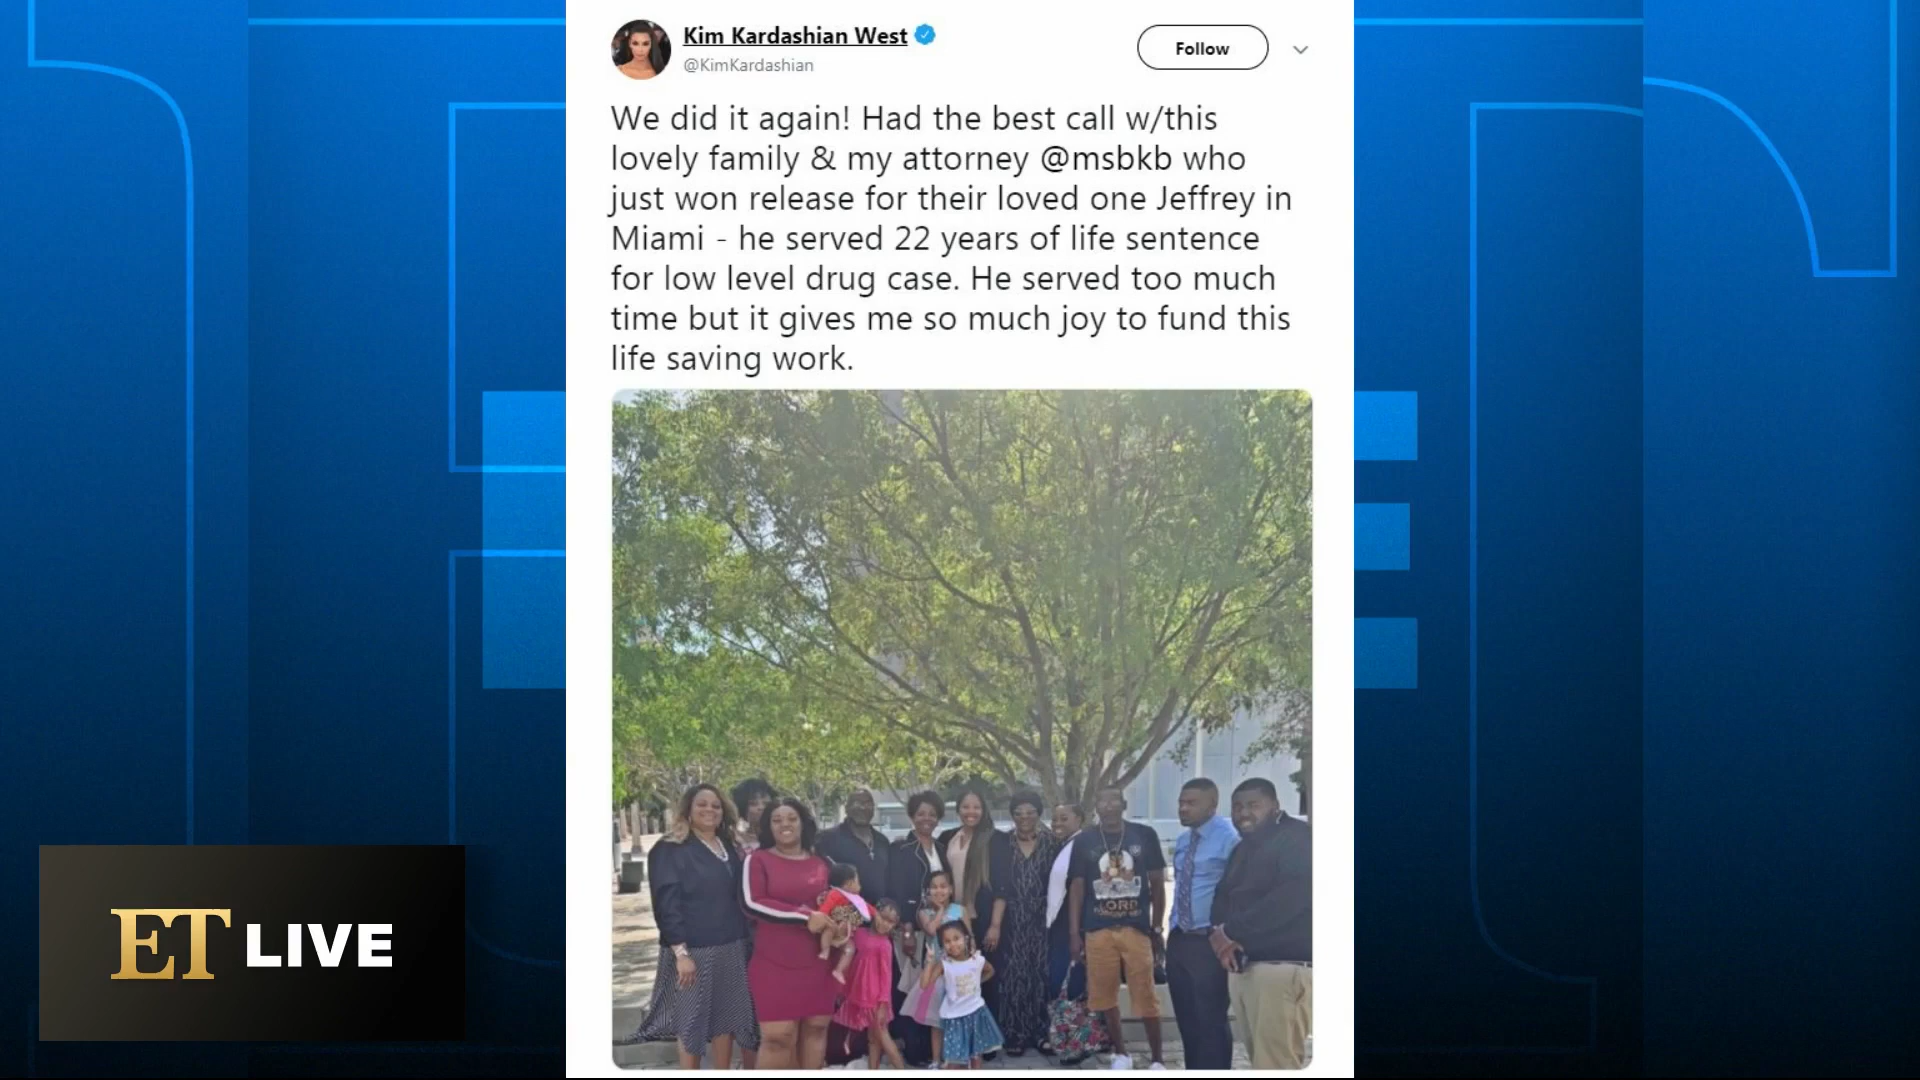 Kim Kardashian West
@KimKardashian
Follow
We did it again! Had the best call w/this
lovely family & my attorney @msbkb who
just won release for their loved one Jeffrey in
Miami - he served 22 years of life sentence
for low level drug case. He served too much
time but it gives me so much joy to fund this
life saving work.
LORD
ET LIVE